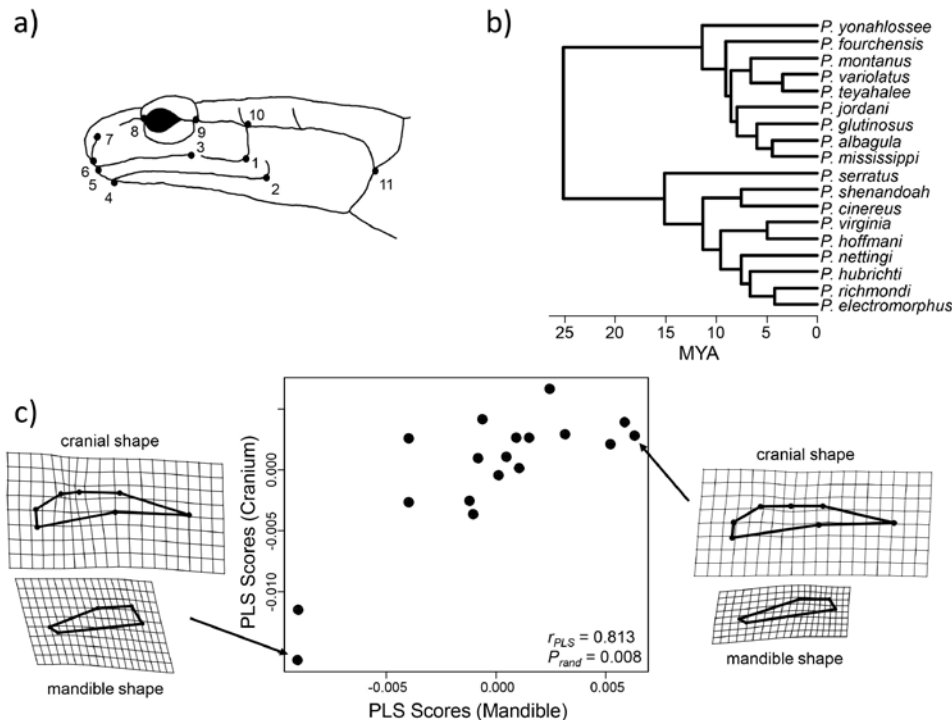 a)
8
9
10
7
3
1
6
5
2
4
11
b)
P. yonahlossee
P. fourchensis
P. montanus
P. variolatus
P. teyahalee
P. jordani
P. glutinosus
P. albagula
P. mississippi
P. serratus
P. shenandoah
P. cinereus
P. virginia
P. hoffmani
P. nettingi
P. hubrichti
P. richmondi
P. electromorphus
25 20 15 10 5 0
MYA
c)
cranial shape
mandible shape
PLS Scores (Cranium)
0.000
-0.005
-0.010
r_PLS = 0.813
P_rand = 0.008
-0.005 0.000 0.005
PLS Scores (Mandible)
cranial shape
mandible shape